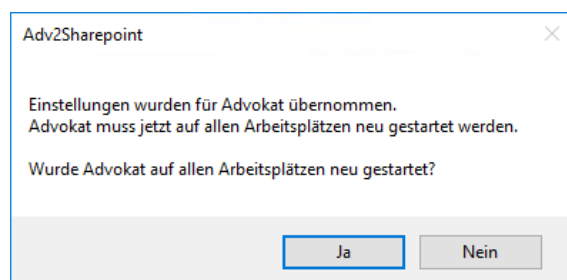 Adv2Sharepoint
Einstellungen wurden für Advokat übernommen.
Advokat muss jetzt auf allen Arbeitsplätzen neu gestartet werden.
Wurde Advokat auf allen Arbeitsplätzen neu gestartet?
Ja
Nein